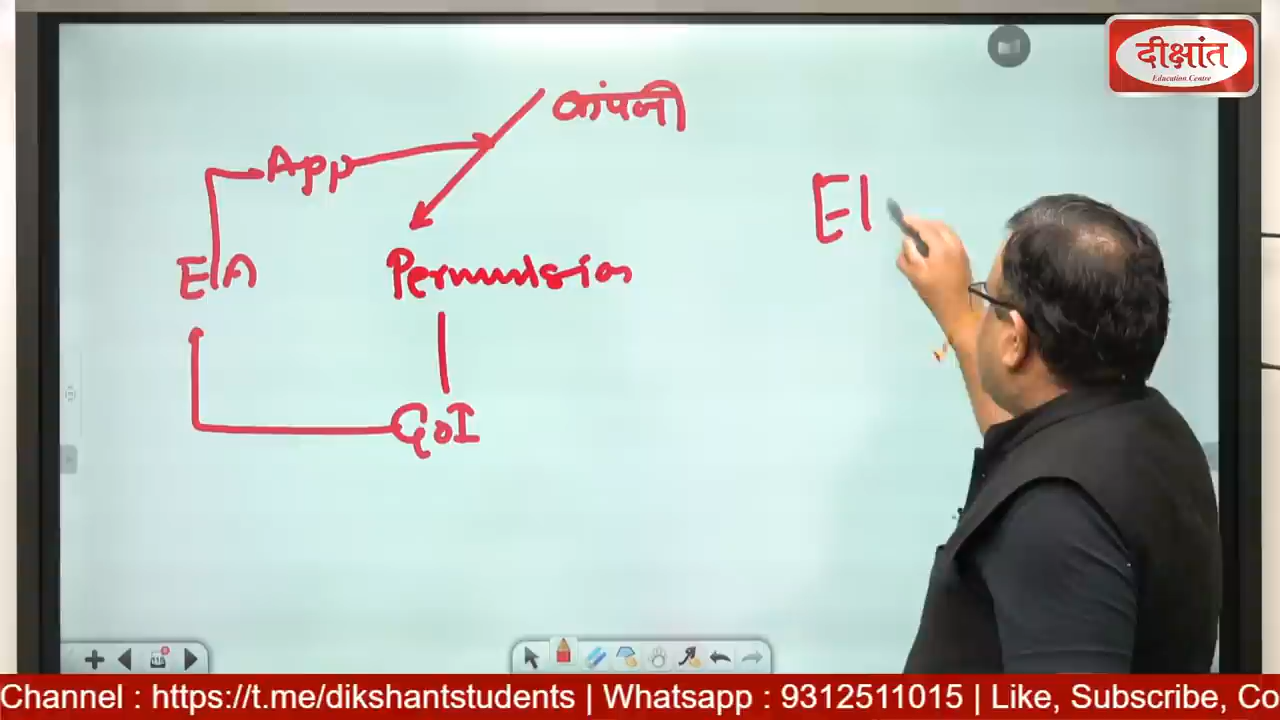 दीक्षांत
Education Centre
कंपनी
App
EI
EIA
Permission
GoI
Channel : https://t.me/dikshantstudents | Whatsapp : 9312511015 | Like, Subscribe, Co